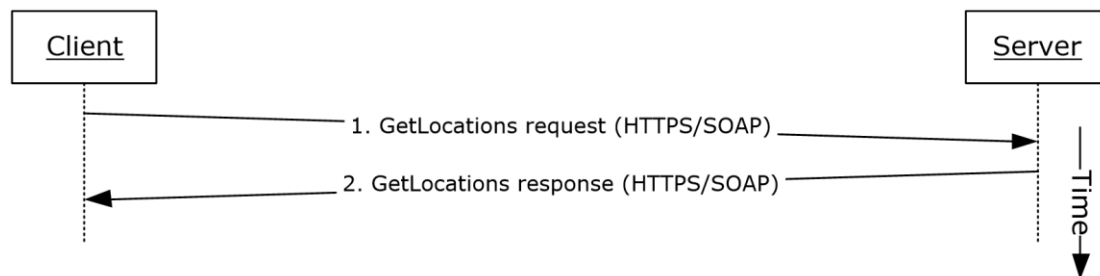 Client
Server
1. GetLocations request (HTTPS/SOAP)
2. GetLocations response (HTTPS/SOAP)
Time